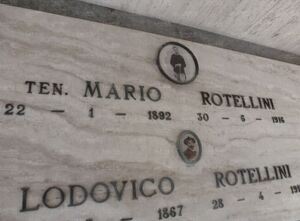 TEN. MARIO ROTELLINI
22 - 1 - 1892 30 - 6 - 1916
LODOVICO ROTELLINI
1867 28 - 4 -